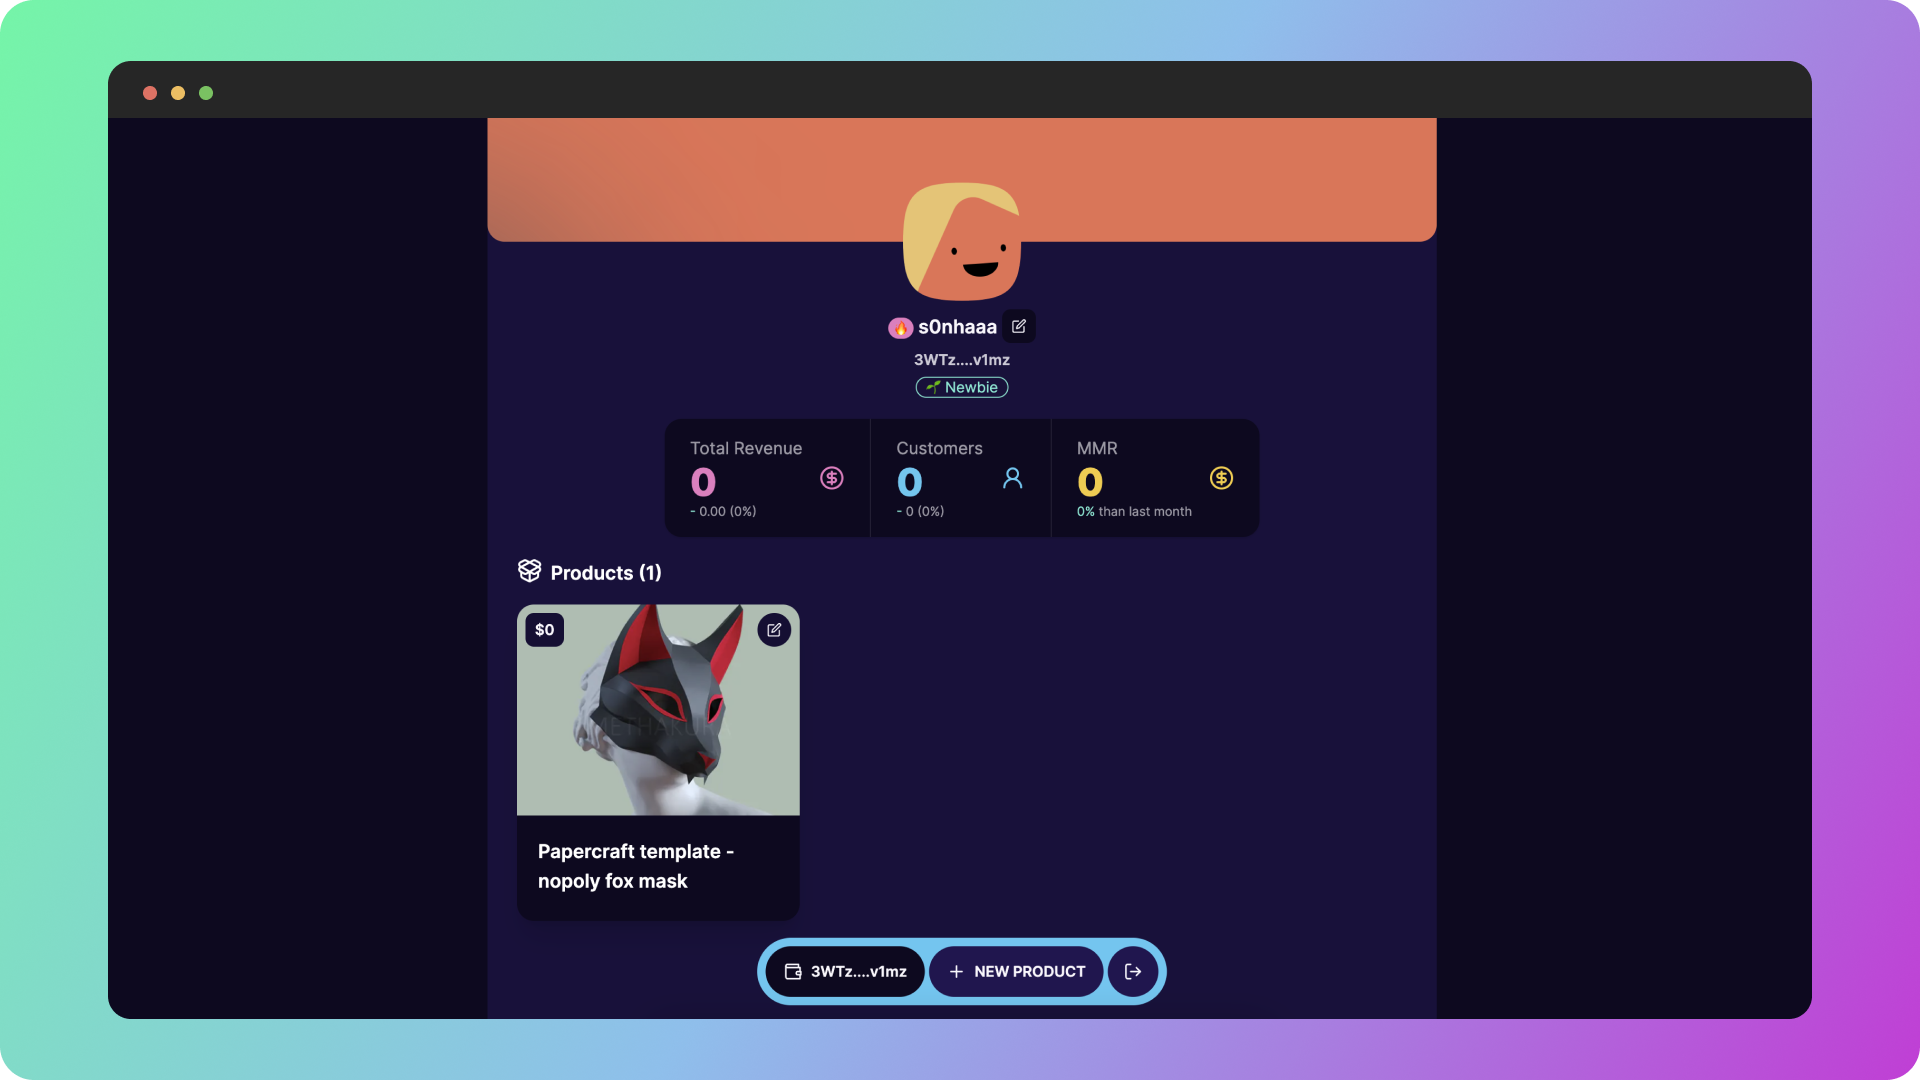 s0nhaaa
3WTz....v1mz
Newbie
Total Revenue
0
- 0.00 (0%)
Customers
0
- 0 (0%)
MMR
0
0% than last month
Products (1)
$0
METHAKURA
Papercraft template -
nopoly fox mask
3WTz....v1mz
+ NEW PRODUCT